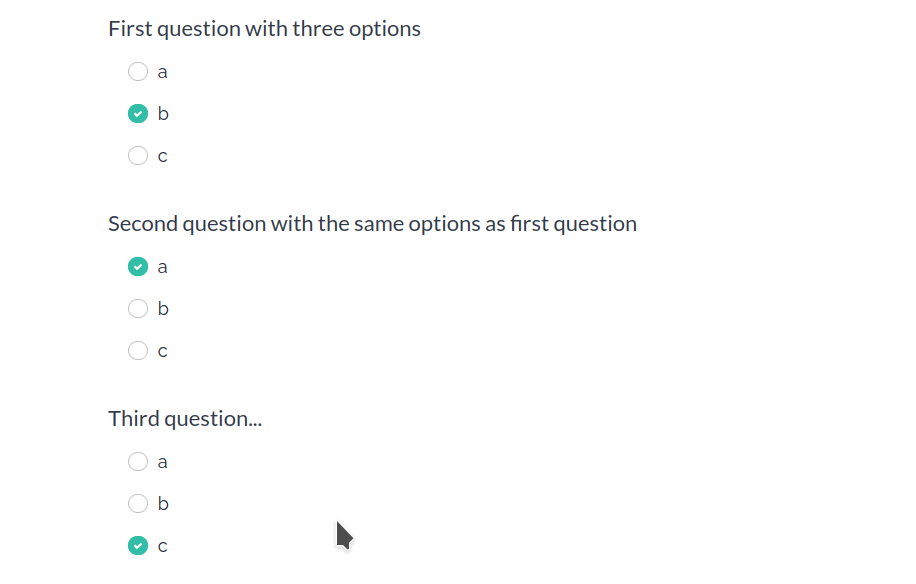 First question with three options
a
b
c
Second question with the same options as first question
a
b
c
Third question...
a
b
c